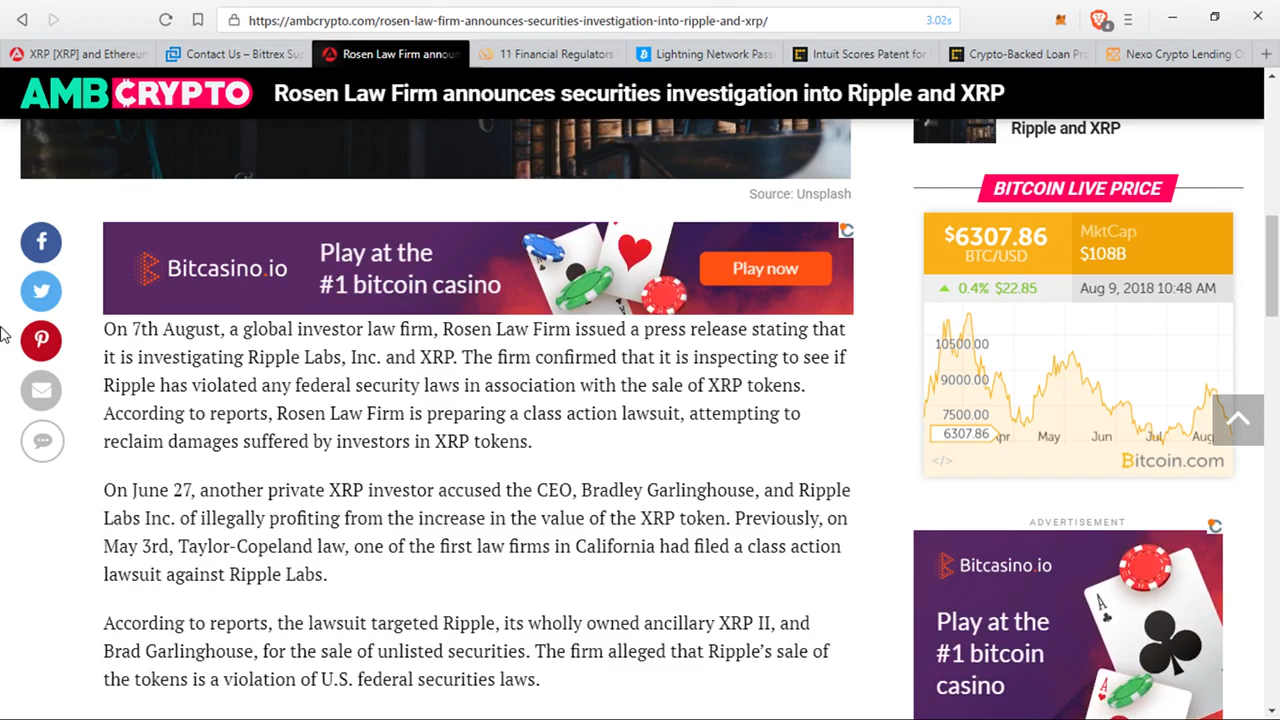 https://ambcrypto.com/rosen-law-firm-announces-securities-investigation-into-ripple-and-xrp/
3.02s
4
XRP [XRP] and Ethereu
Contact Us – Bittrex Su
Rosen Law Firm announ
11 Financial Regulators
Lightning Network Pas
Intuit Scores Patent for
Crypto-Backed Loan Pr
Nexo Crypto Lending O
AMBCRYPTO
Rosen Law Firm announces securities investigation into Ripple and XRP
Ripple and XRP
Source: Unsplash
Bitcasino.io
Play at the
#1 bitcoin casino
Play now
On 7th August, a global investor law firm, Rosen Law Firm issued a press release stating that
it is investigating Ripple Labs, Inc. and XRP. The firm confirmed that it is inspecting to see if
Ripple has violated any federal security laws in association with the sale of XRP tokens.
According to reports, Rosen Law Firm is preparing a class action lawsuit, attempting to
reclaim damages suffered by investors in XRP tokens.
On June 27, another private XRP investor accused the CEO, Bradley Garlinghouse, and Ripple
Labs Inc. of illegally profiting from the increase in the value of the XRP token. Previously, on
May 3rd, Taylor-Copeland law, one of the first law firms in California had filed a class action
lawsuit against Ripple Labs.
According to reports, the lawsuit targeted Ripple, its wholly owned ancillary XRP II, and
Brad Garlinghouse, for the sale of unlisted securities. The firm alleged that Ripple's sale of
the tokens is a violation of U.S. federal securities laws.
BITCOIN LIVE PRICE
$6307.86
BTC/USD
MktCap
$108B
0.4% $22.85
Aug 9, 2018 10:48 AM
10500.00
9000.00
7500.00
6307.86
Apr May Jun Jul Aug
</>
Bitcoin.com
ADVERTISEMENT
Bitcasino.io
Play at the
#1 bitcoin
casino
A
A